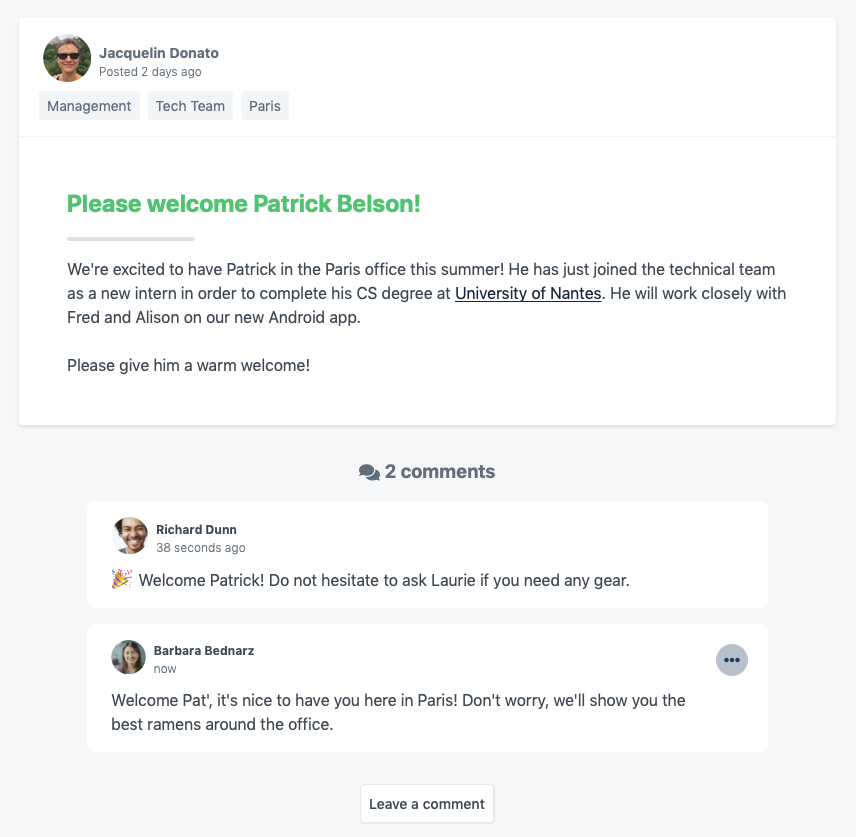 Jacquelin Donato
Posted 2 days ago
Management Tech Team Paris
Please welcome Patrick Belson!
We're excited to have Patrick in the Paris office this summer! He has just joined the technical team
as a new intern in order to complete his CS degree at University of Nantes. He will work closely with
Fred and Alison on our new Android app.
Please give him a warm welcome!
2 comments
Richard Dunn
38 seconds ago
🎉 Welcome Patrick! Do not hesitate to ask Laurie if you need any gear.
Barbara Bednarz
now
Welcome Pat', it's nice to have you here in Paris! Don't worry, we'll show you the
best ramens around the office.
Leave a comment